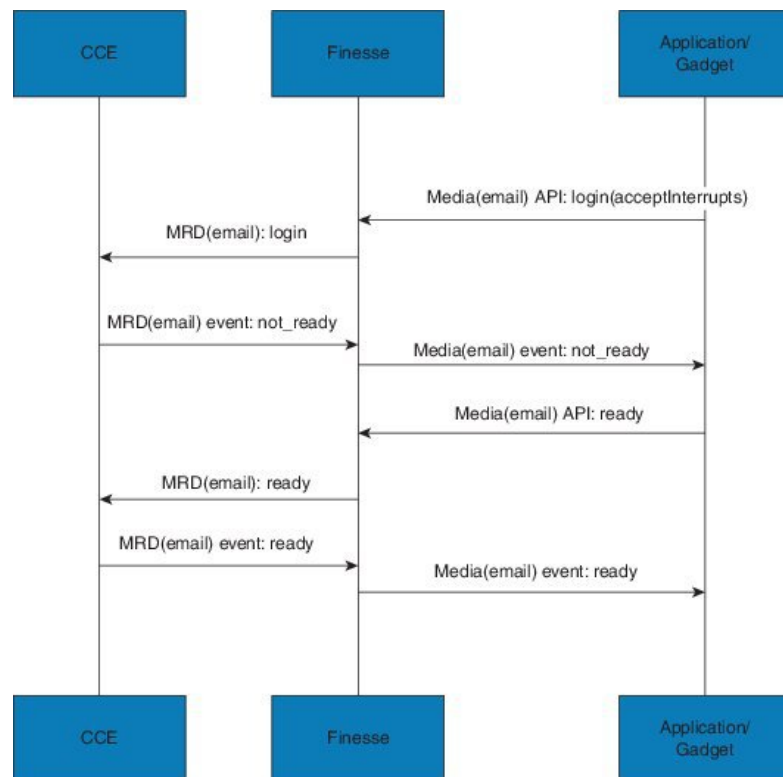 CCE
Finesse
Application/
Gadget
Media(email) API: login(acceptInterrupts)
MRD(email): login
MRD(email) event: not_ready
Media(email) event: not_ready
Media(email) API: ready
MRD(email): ready
MRD(email) event: ready
Media(email) event: ready
CCE
Finesse
Application/
Gadget